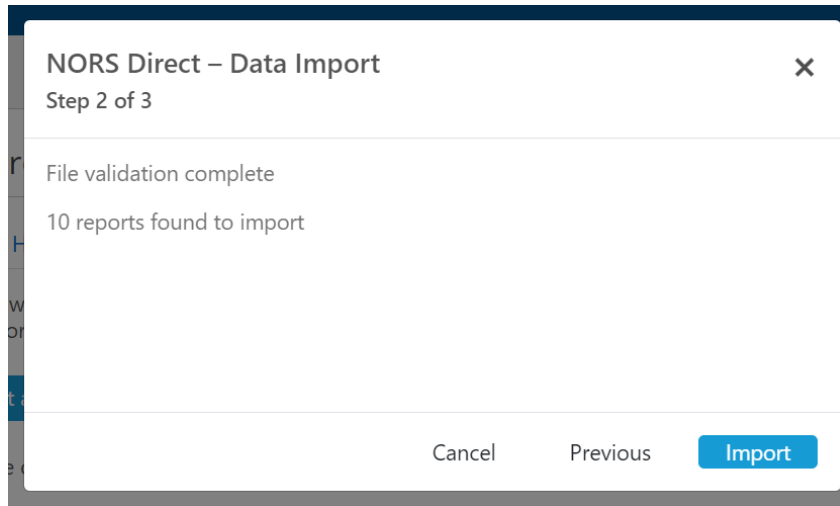 NORS Direct – Data Import
Step 2 of 3
File validation complete
10 reports found to import
Cancel Previous Import